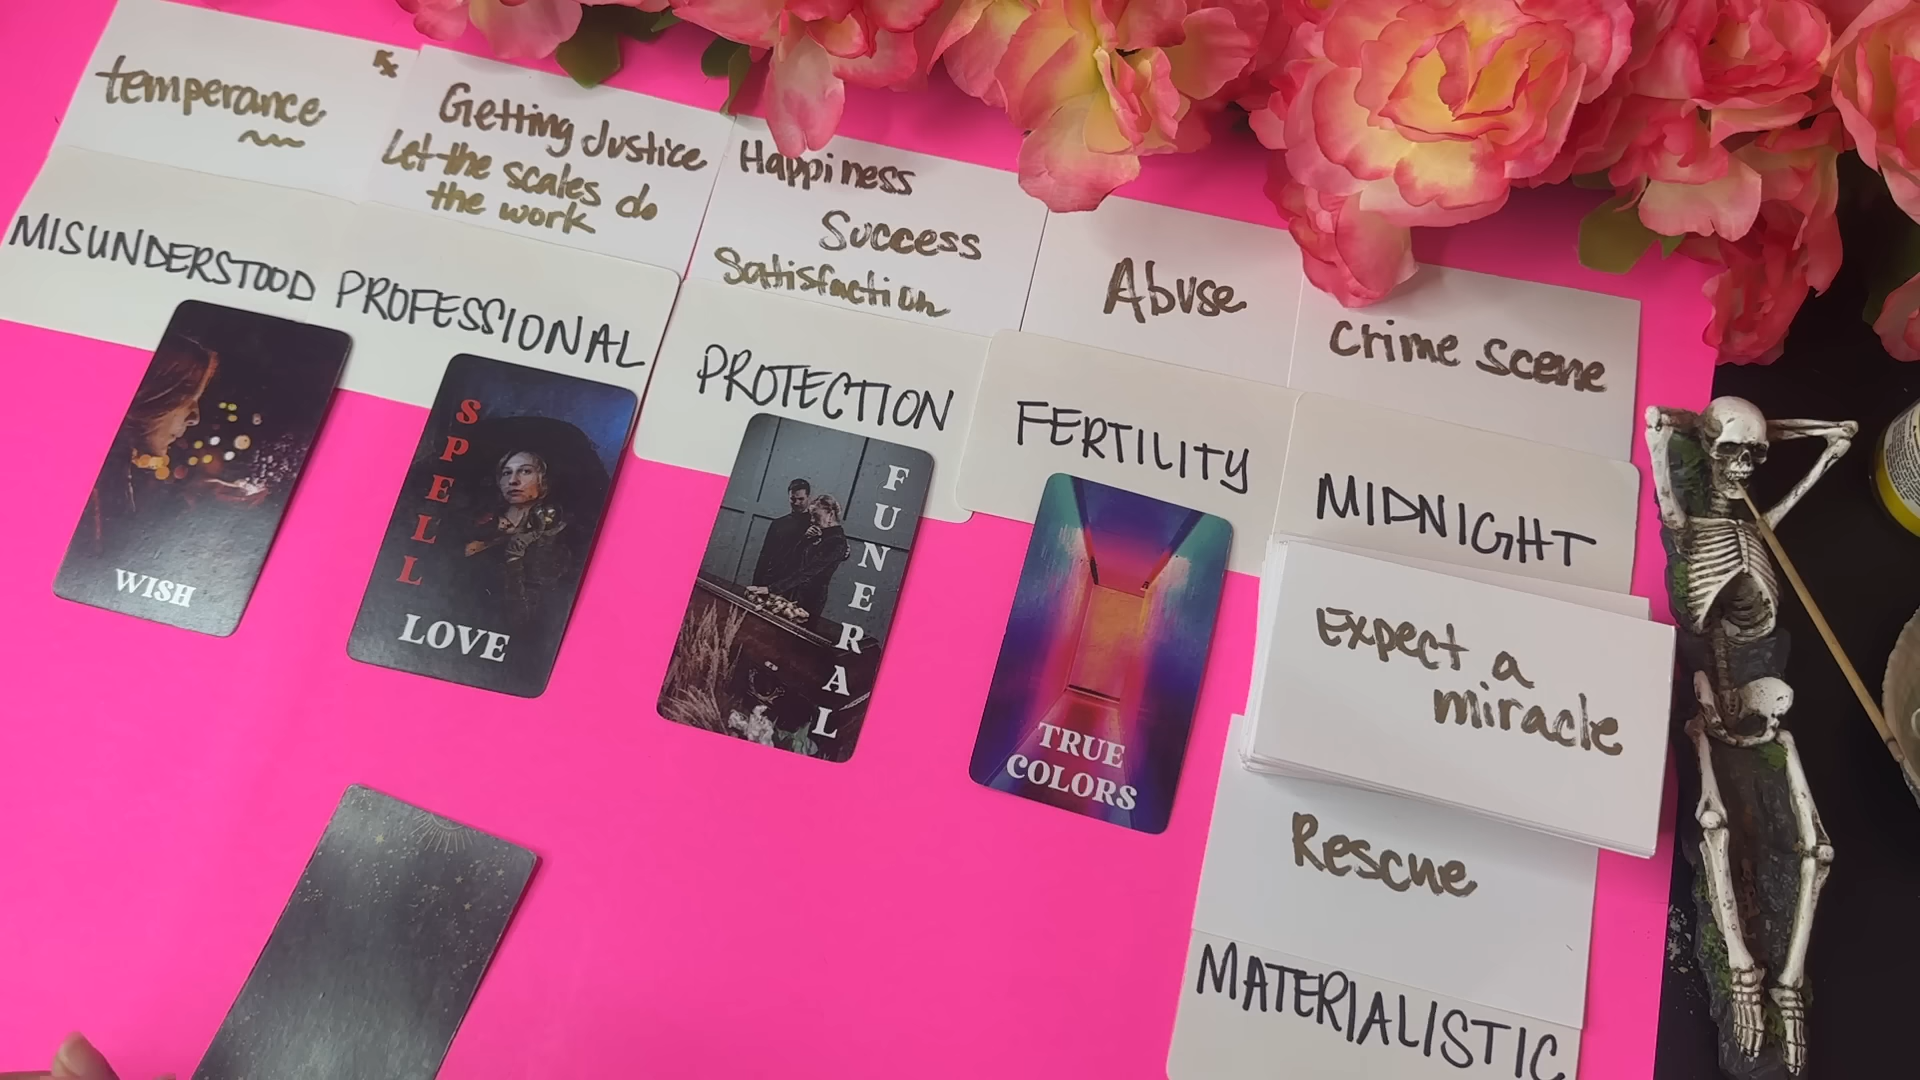 temperance
Rx
Getting Justice
Let the scales do
the work
Happiness
Success
Satisfaction
Abuse
Crime Scene
MISUNDERSTOOD
PROFESSIONAL
PROTECTION
FERTILITY
MIDNIGHT
WISH
SPELL
LOVE
FUNERAL
TRUE
COLORS
Expect a
miracle
Rescue
MATERIALISTIC